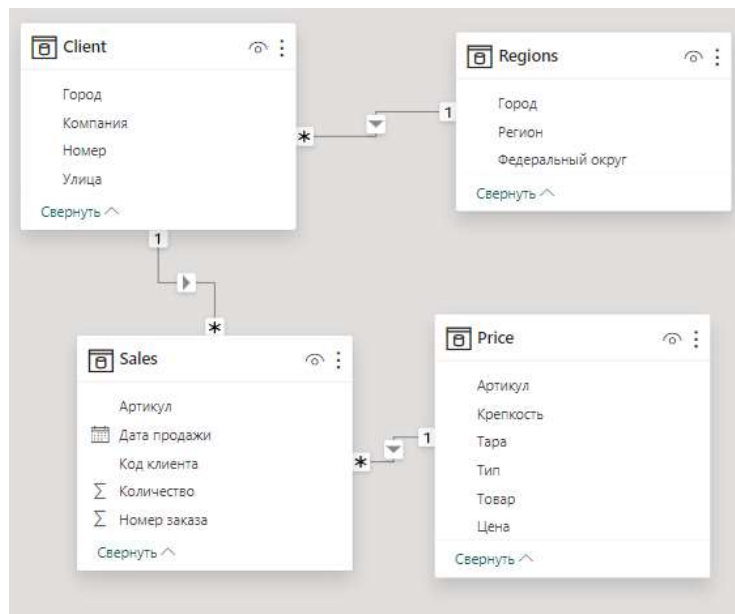 Client
Город
Компания
Номер
Улица
Свернуть
Regions
Город
Регион
Федеральный округ
Свернуть
*
1
1
*
Sales
Артикул
Дата продажи
Код клиента
Σ Количество
Σ Номер заказа
Свернуть
*
1
Price
Артикул
Крепкость
Тара
Тип
Товар
Цена
Свернуть